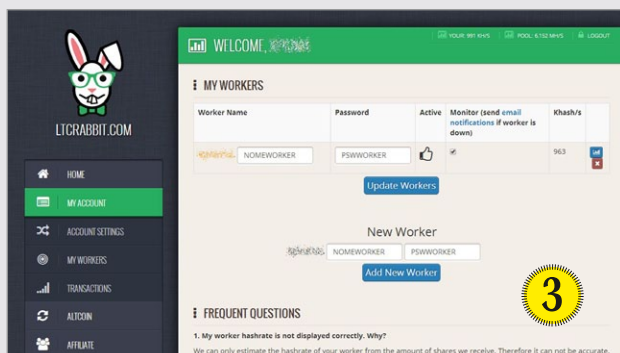 WELCOME,
YOUR: 991 KH/S
POOL: 6,132 MH/S
LOGOUT
LTCRABBIT.COM
MY WORKERS
Worker Name
Password
Active
Monitor (send email
notifications if worker is
down)
Khash/s
NOMEWORKER
PSWWORKER
963
Update Workers
New Worker
NOMEWORKER
PSWWORKER
Add New Worker
HOME
MY ACCOUNT
ACCOUNT SETTINGS
MY WORKERS
TRANSACTIONS
ALTCOIN
AFFILIATE
3
FREQUENT QUESTIONS
1. My worker hashrate is not displayed correctly. Why?
We can only estimate the hashrate of your worker from the amount of shares we receive. Therefore it can not be accurate.